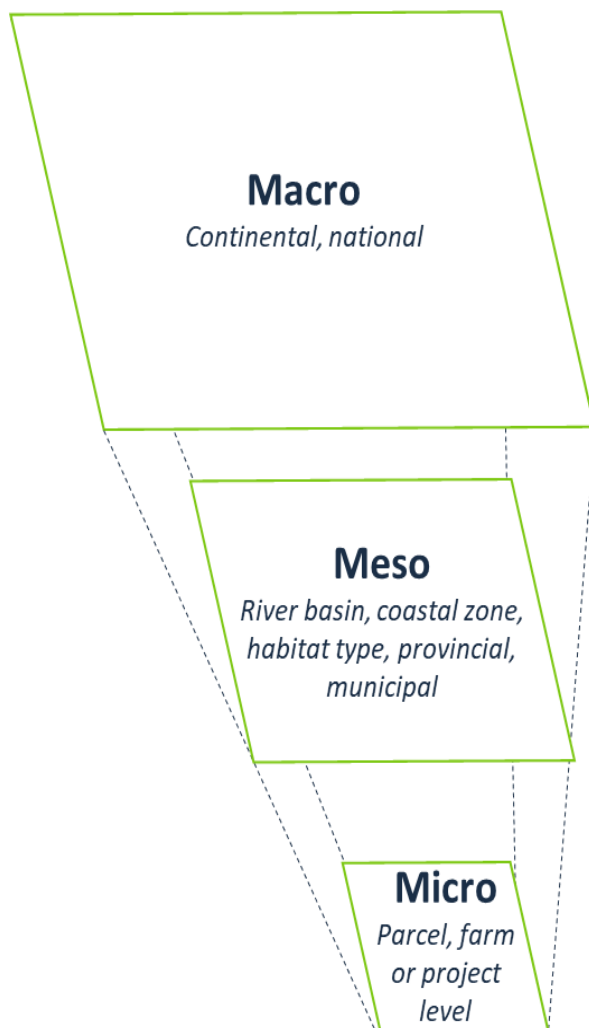 Macro
Continental, national
Meso
River basin, coastal zone,
habitat type, provincial,
municipal
Micro
Parcel, farm
or project
level